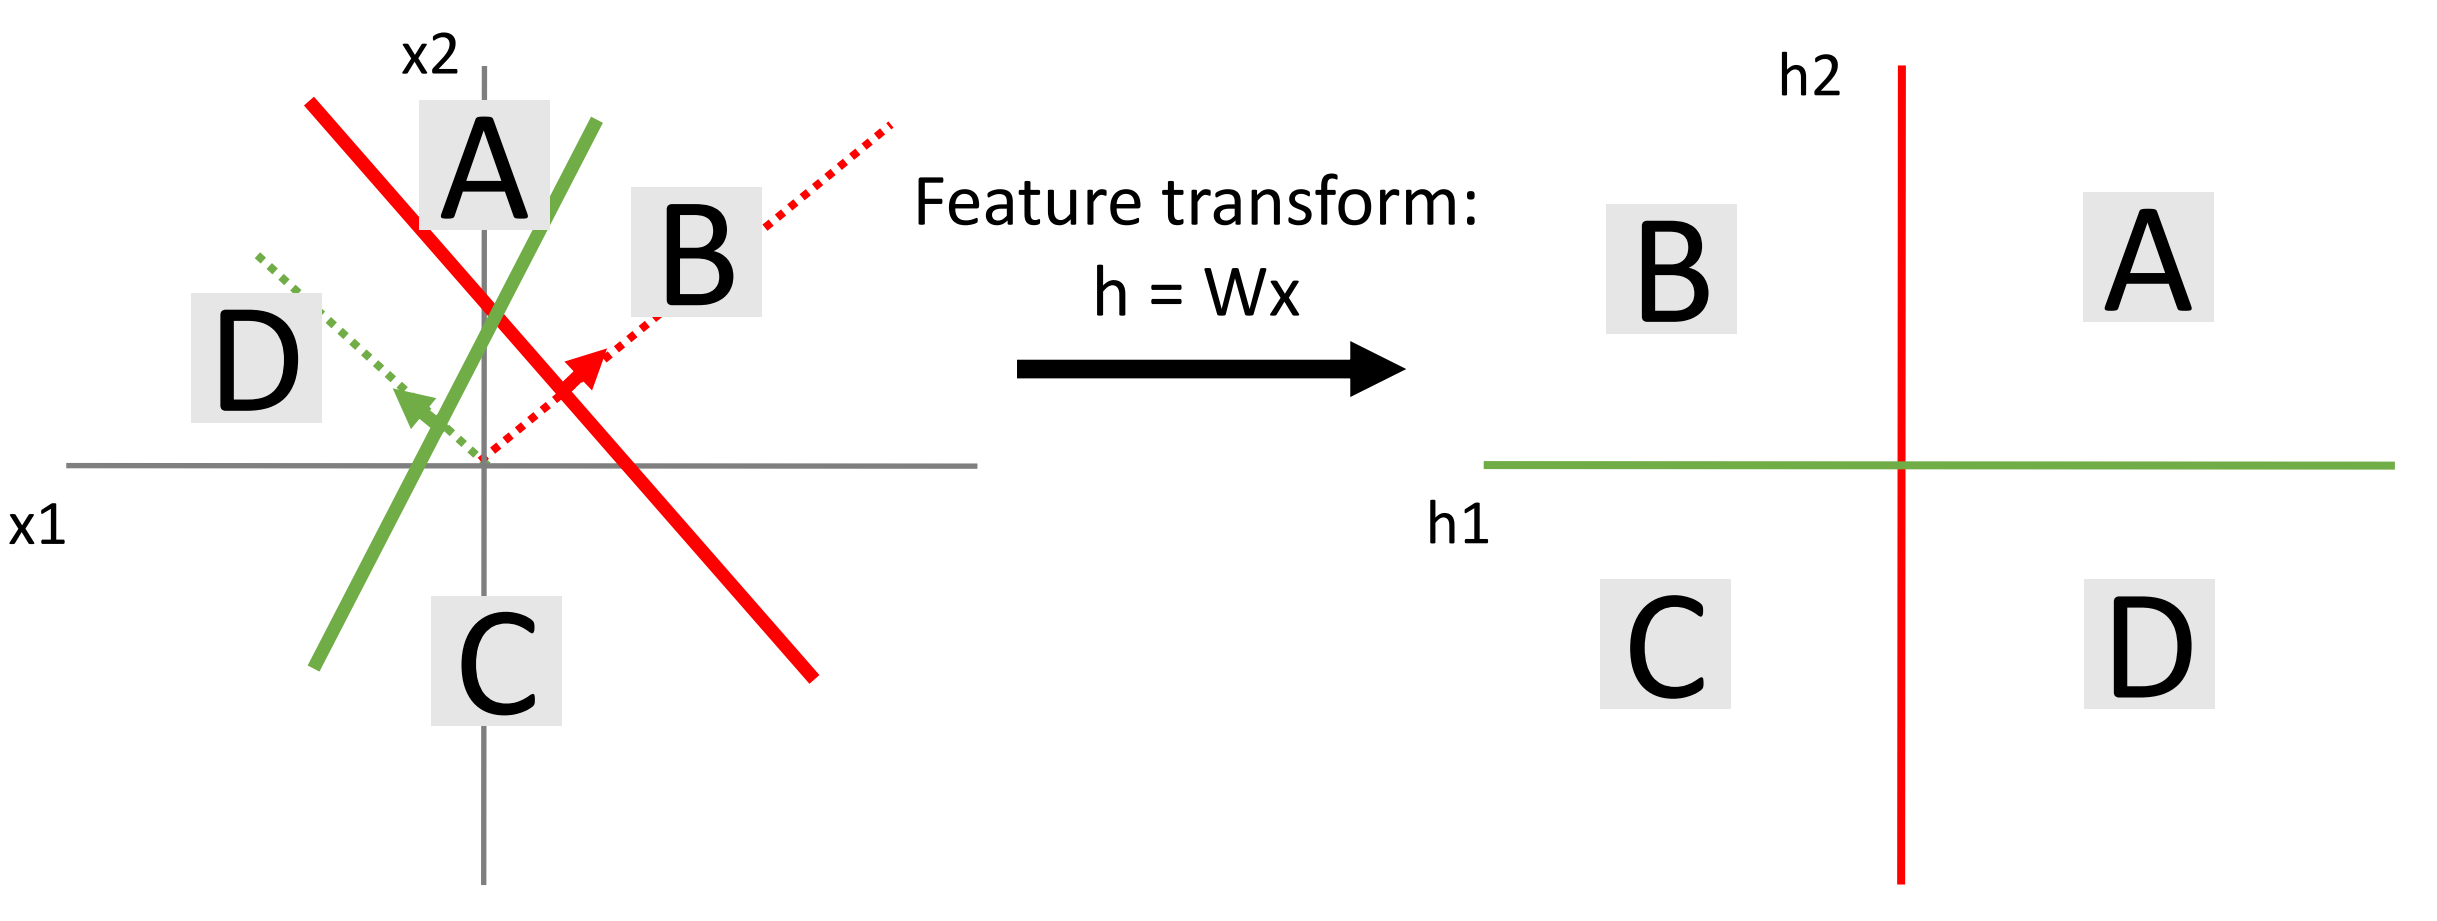 x2
A
B
D
x1
C
Feature transform:
h = Wx
h2
B
A
h1
C
D